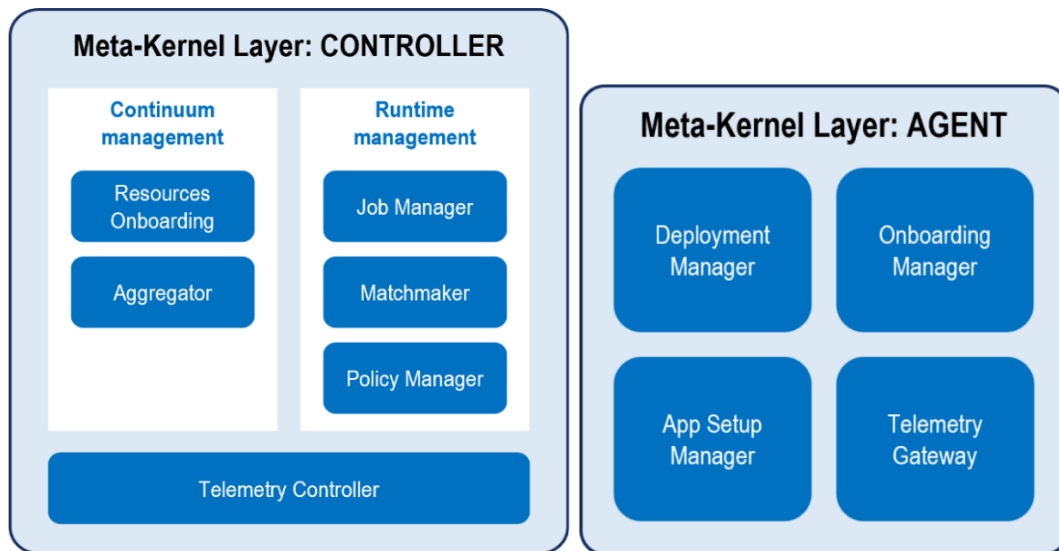 Meta-Kernel Layer: CONTROLLER
Continuum
management
Resources
Onboarding
Aggregator
Runtime
management
Job Manager
Matchmaker
Policy Manager
Telemetry Controller
Meta-Kernel Layer: AGENT
Deployment
Manager
Onboarding
Manager
App Setup
Manager
Telemetry
Gateway